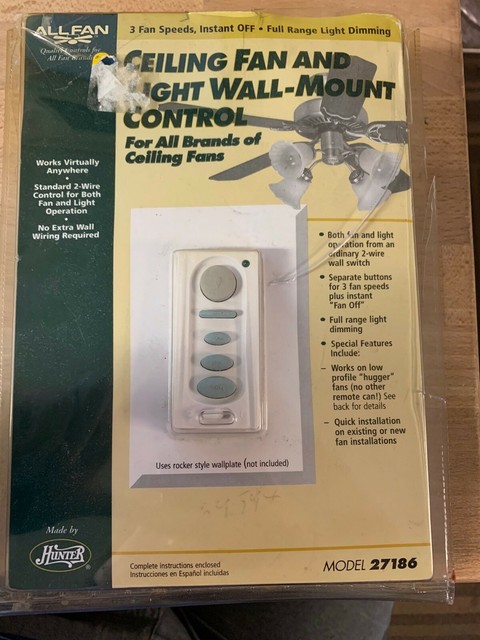 ALLFAN
Quality Controls for
All Fan Brands
3 Fan Speeds, Instant OFF • Full Range Light Dimming
CEILING FAN AND
LIGHT WALL-MOUNT
CONTROL
For All Brands of
Ceiling Fans
Works Virtually
Anywhere
•
Standard 2-Wire
Control for Both
Fan and Light
Operation
•
No Extra Wall
Wiring Required
• Both fan and light
operation from an
ordinary 2-wire
wall switch
• Separate buttons
for 3 fan speeds
plus instant
"Fan Off"
• Full range light
dimming
• Special Features
Include:
– Works on low
profile "hugger"
fans (no other
remote can!) See
back for details
– Quick installation
on existing or new
fan installations
Uses rocker style wallplate (not included)
Made by
HUNTER
Complete instructions enclosed
Instrucciones en Español incluidas
MODEL 27186